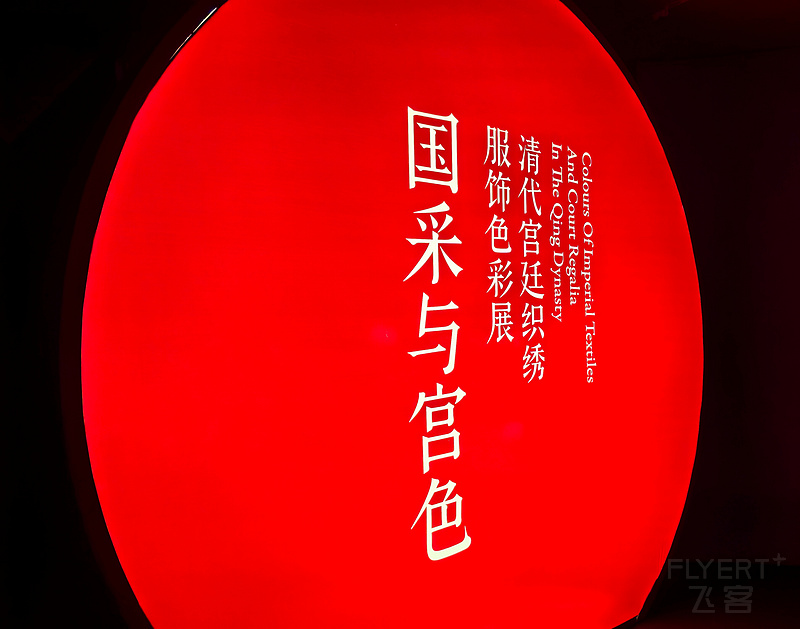 Colours Of Imperial Textiles
And Court Regalia
In The Qing Dynasty
清代宫廷织绣
服饰色彩展
国采与宫色
FLYERT+
飞客